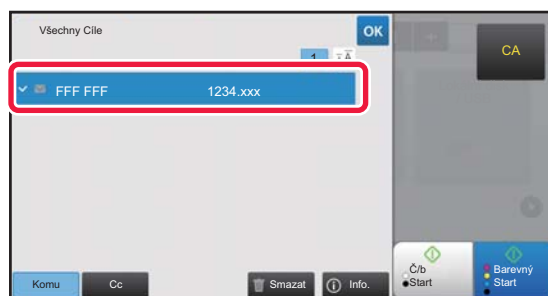 Všechny Cíle
OK
1
CA
FFF FFF 1234.xxx
Č/b
Start
Barevný
Start
Komu
Cc
Smazat
Info.